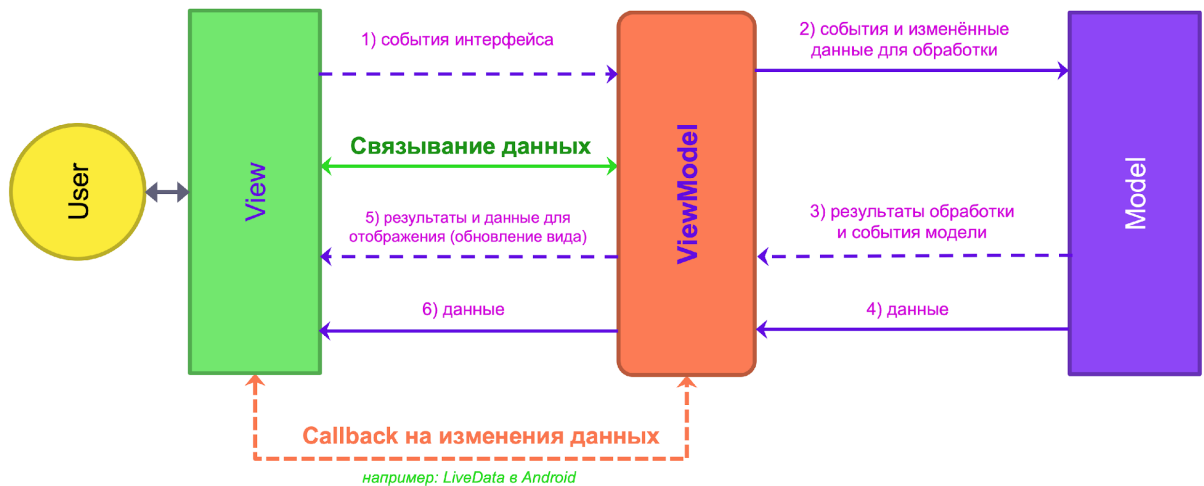 1) события интерфейса
2) события и изменённые
данные для обработки
Связывание данных
User
View
ViewModel
Model
5) результаты и данные для
отображения (обновление вида)
3) результаты обработки
и события модели
6) данные
4) данные
Callback на изменения данных
например: LiveData в Android